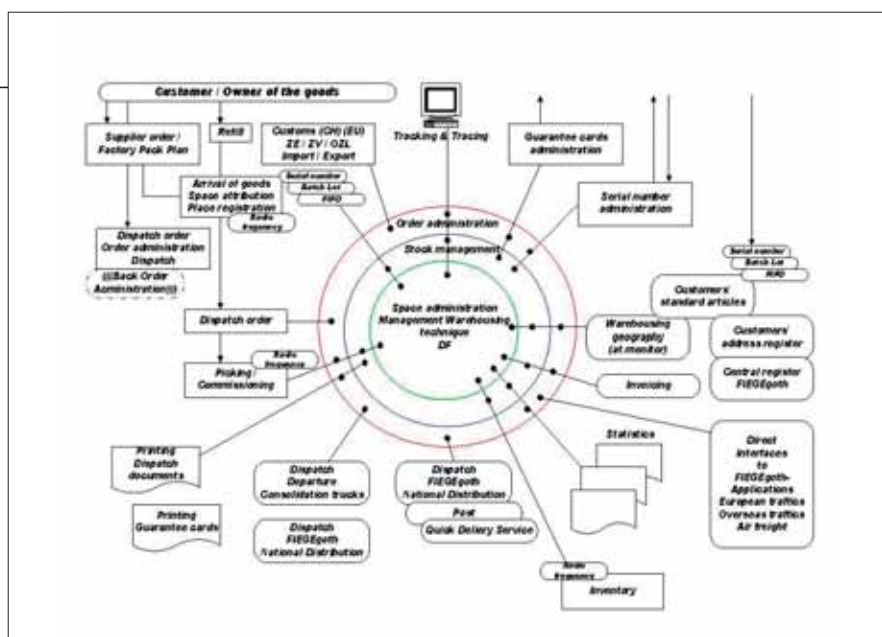 Customer / Owner of the goods
Supplier order /
Factory Pack Plan
Refill
Customs (CH) (EU)
ZE / ZV / OZL
Import / Export
Tracking & Tracing
Guarantee cards
administration
Arrival of goods
Space attribution
Place registration
Radio
frequency
Serial number
Batch Lot
FIFO
Serial number
administration
Dispatch order
Order administration
Dispatch
Back Order
Administration
Order administration
Stock management
Serial number
Batch Lot
FIFO
Customers'
standard articles
Space administration
Management Warehousing
technique
DF
Dispatch order
Warehousing
geography
(at monitor)
Customers'
address register
Radio
frequency
Picking /
Commissioning
Invoicing
Central register
FIEGEgoth
Printing
Dispatch
documents
Printing
Guarantee cards
Dispatch
Departure
Consolidation trucks
Dispatch
FIEGEgoth
National Distribution
Dispatch
FIEGEgoth
National Distribution
Post
Quick Deliery Service
Statistics
Direct
interfaces
to
FIEGEgoth-
Applications
European traffics
Overseas traffics
Air freight
Radio
frequency
Inventory